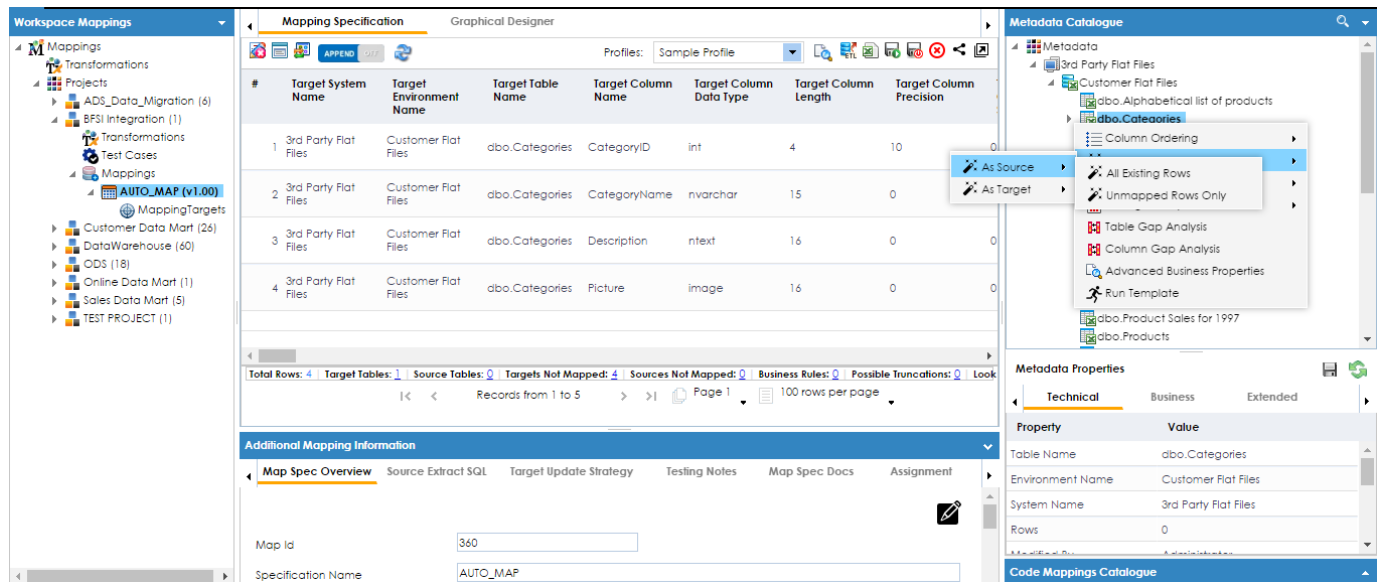 Workspace Mappings
Mappings
Transformations
Projects
ADS_Data_Migration (6)
BFSI Integration (1)
Transformations
Test Cases
Mappings
AUTO_MAP (v1.00)
MappingTargets
Customer Data Mart (26)
DataWarehouse (60)
ODS (18)
Online Data Mart (1)
Sales Data Mart (5)
TEST PROJECT (1)
Mapping Specification Graphical Designer
APPEND Profiles: Sample Profile
# Target System Name Target Environment Name Target Table Name Target Column Name Target Column Data Type Target Column Length Target Column Precision
1 3rd Party Flat Files Customer Flat Files dbo.Categories CategoryID int 4 10 0
2 3rd Party Flat Files Customer Flat Files dbo.Categories CategoryName nvarchar 15 0
3 3rd Party Flat Files Customer Flat Files dbo.Categories Description ntext 16 0 0
4 3rd Party Flat Files Customer Flat Files dbo.Categories Picture image 16 0 0
Total Rows: 4 Target Tables: 1 Source Tables: 0 Targets Not Mapped: 4 Sources Not Mapped: 0 Business Rules: 0 Possible Truncations: 0 Look
Records from 1 to 5 Page 1 100 rows per page
Additional Mapping Information
Map Spec Overview Source Extract SQL Target Update Strategy Testing Notes Map Spec Docs Assignment
Map Id 360
Specification Name AUTO_MAP
Metadata Catalogue
Metadata
3rd Party Flat Files
Customer Flat Files
dbo.Alphabetical list of products
dbo.Categories
Column Ordering
As Source
As Target
All Existing Rows
Unmapped Rows Only
Table Gap Analysis
Column Gap Analysis
Advanced Business Properties
Run Template
dbo.Product Sales for 1997
dbo.Products
Metadata Properties
Technical Business Extended
Property Value
Table Name dbo.Categories
Environment Name Customer Flat Files
System Name 3rd Party Flat Files
Rows 0
Modified By Administrator
Code Mappings Catalogue